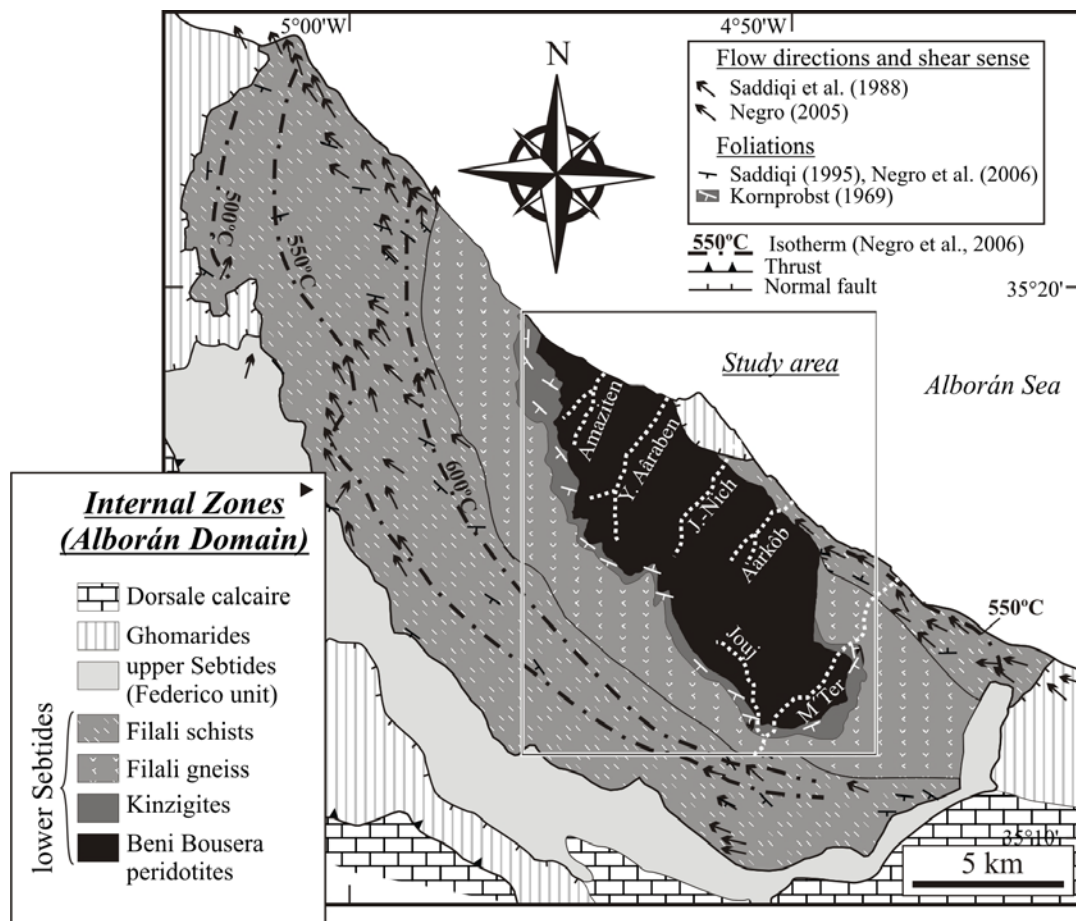 5°00'W
4°50'W
N
Flow directions and shear sense
Saddiqi et al. (1988)
Negro (2005)
Foliations
Saddiqi (1995), Negro et al. (2006)
Kornprobst (1969)
550°C Isotherm (Negro et al., 2006)
Thrust
Normal fault
35°20'
500°C
550°C
600°C
Study area
Alborán Sea
Amaziten
Y. Aâraben
J.-Nich
Aârkôb
Jouj
M'Ter
550°C
Internal Zones
(Alborán Domain)
Dorsale calcaire
Ghomarides
upper Sebtides
(Federico unit)
lower Sebtides
Filali schists
Filali gneiss
Kinzigites
Beni Bousera
peridotites
35°10'
5 km